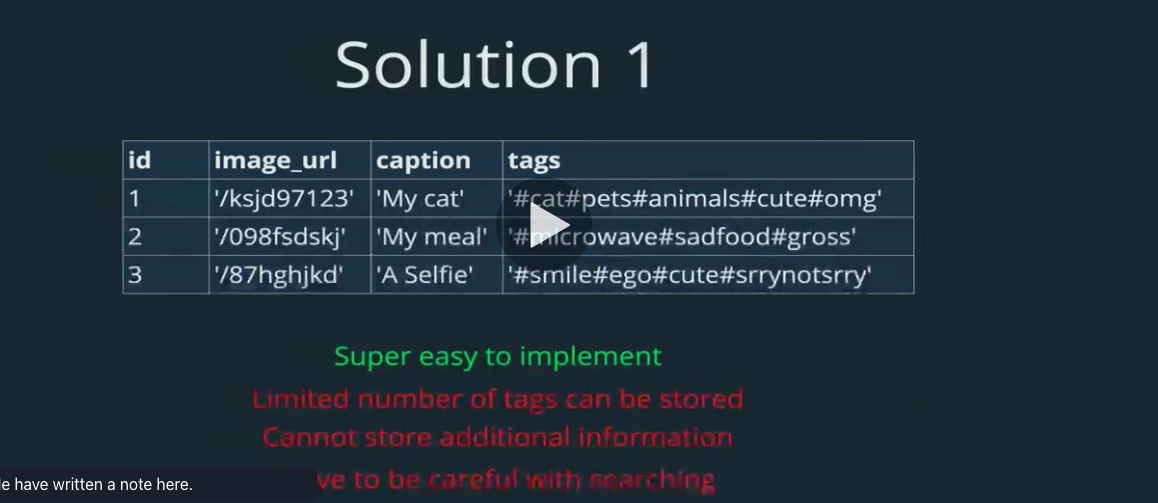 Solution 1
id image_url caption tags
1 '/ksjd97123' 'My cat' '#cat#pets#animals#cute#omg'
2 '/098fsdskj' 'My meal' '#microwave#sadfood#gross'
3 '/87hghjkd' 'A Selfie' '#smile#ego#cute#srrynotsrry'
Super easy to implement
Limited number of tags can be stored
Cannot store additional information
ve to be careful with searching
le have written a note here.